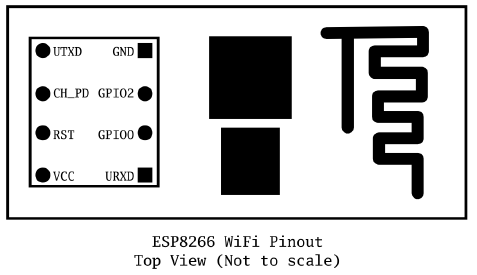 UTXD GND
CH_PD GPIO2
RST GPIO0
VCC URXD
ESP8266 WiFi Pinout
Top View (Not to scale)